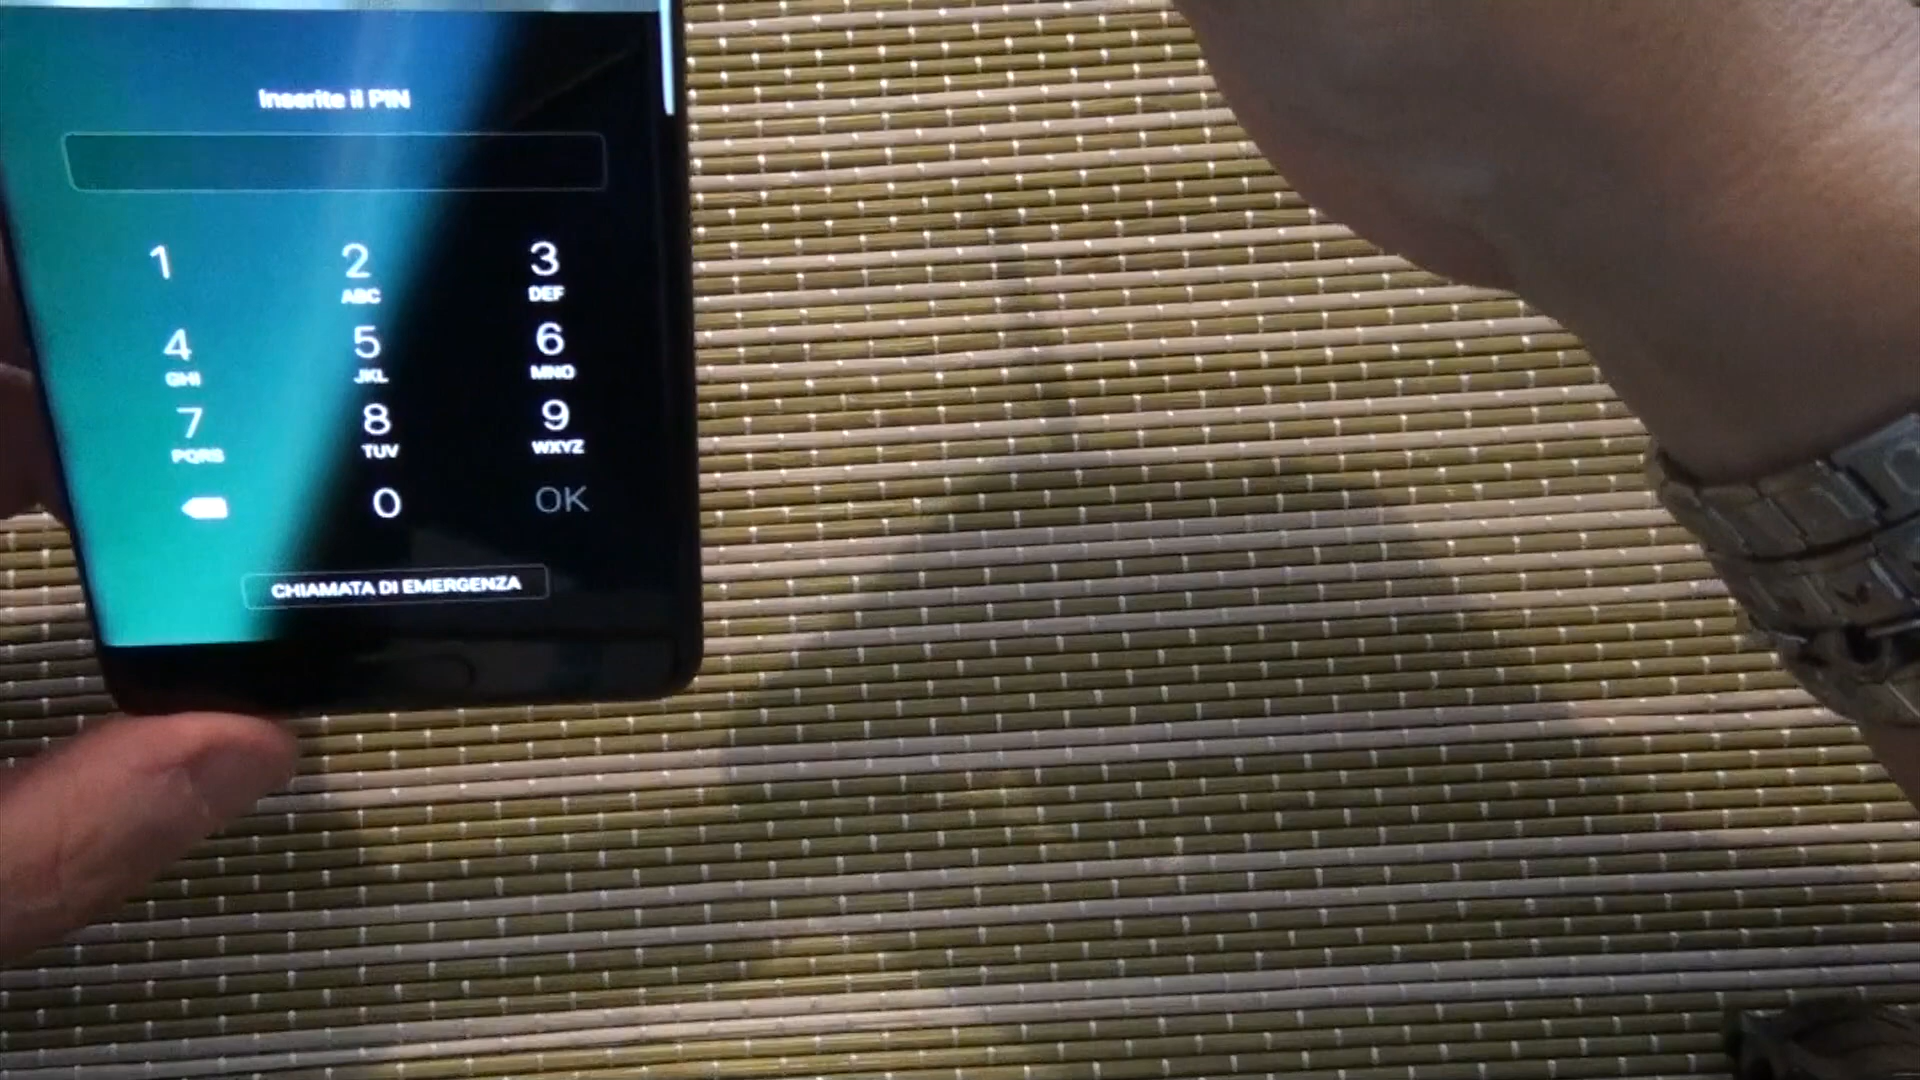 Inserite il PIN
1 2 3
ABC DEF
4 5 6
GHI JKL MNO
7 8 9
PQRS TUV WXYZ
0 OK
CHIAMATA DI EMERGENZA